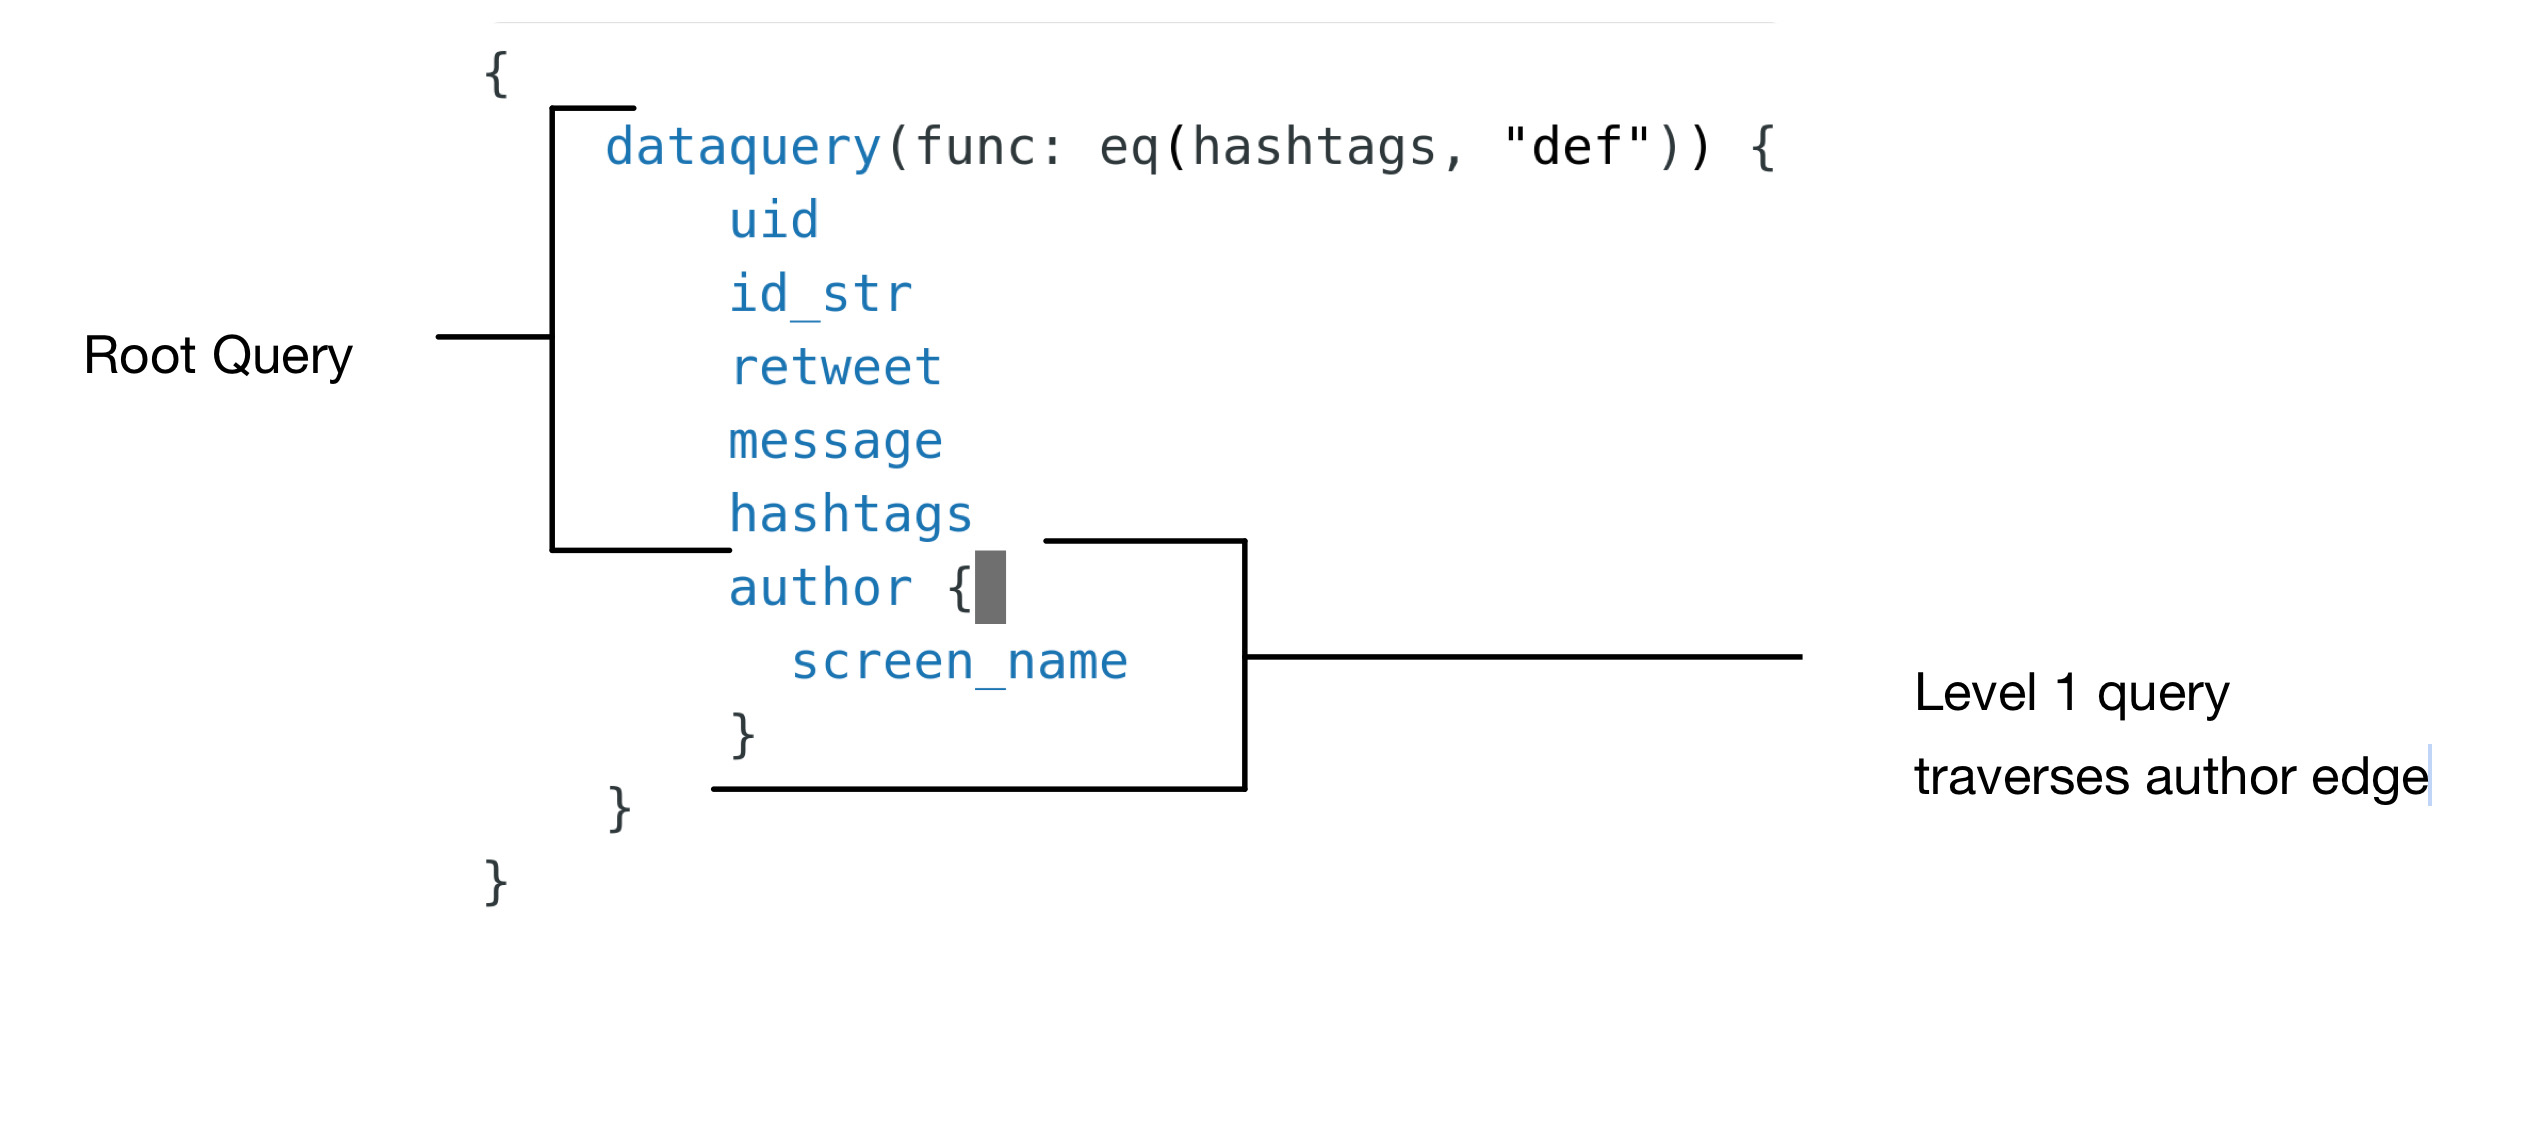 {
dataquery(func: eq(hashtags, "def")) {
uid
id_str
Root Query
retweet
message
hashtags
author {
screen_name
Level 1 query
}
traverses author edge
}
}